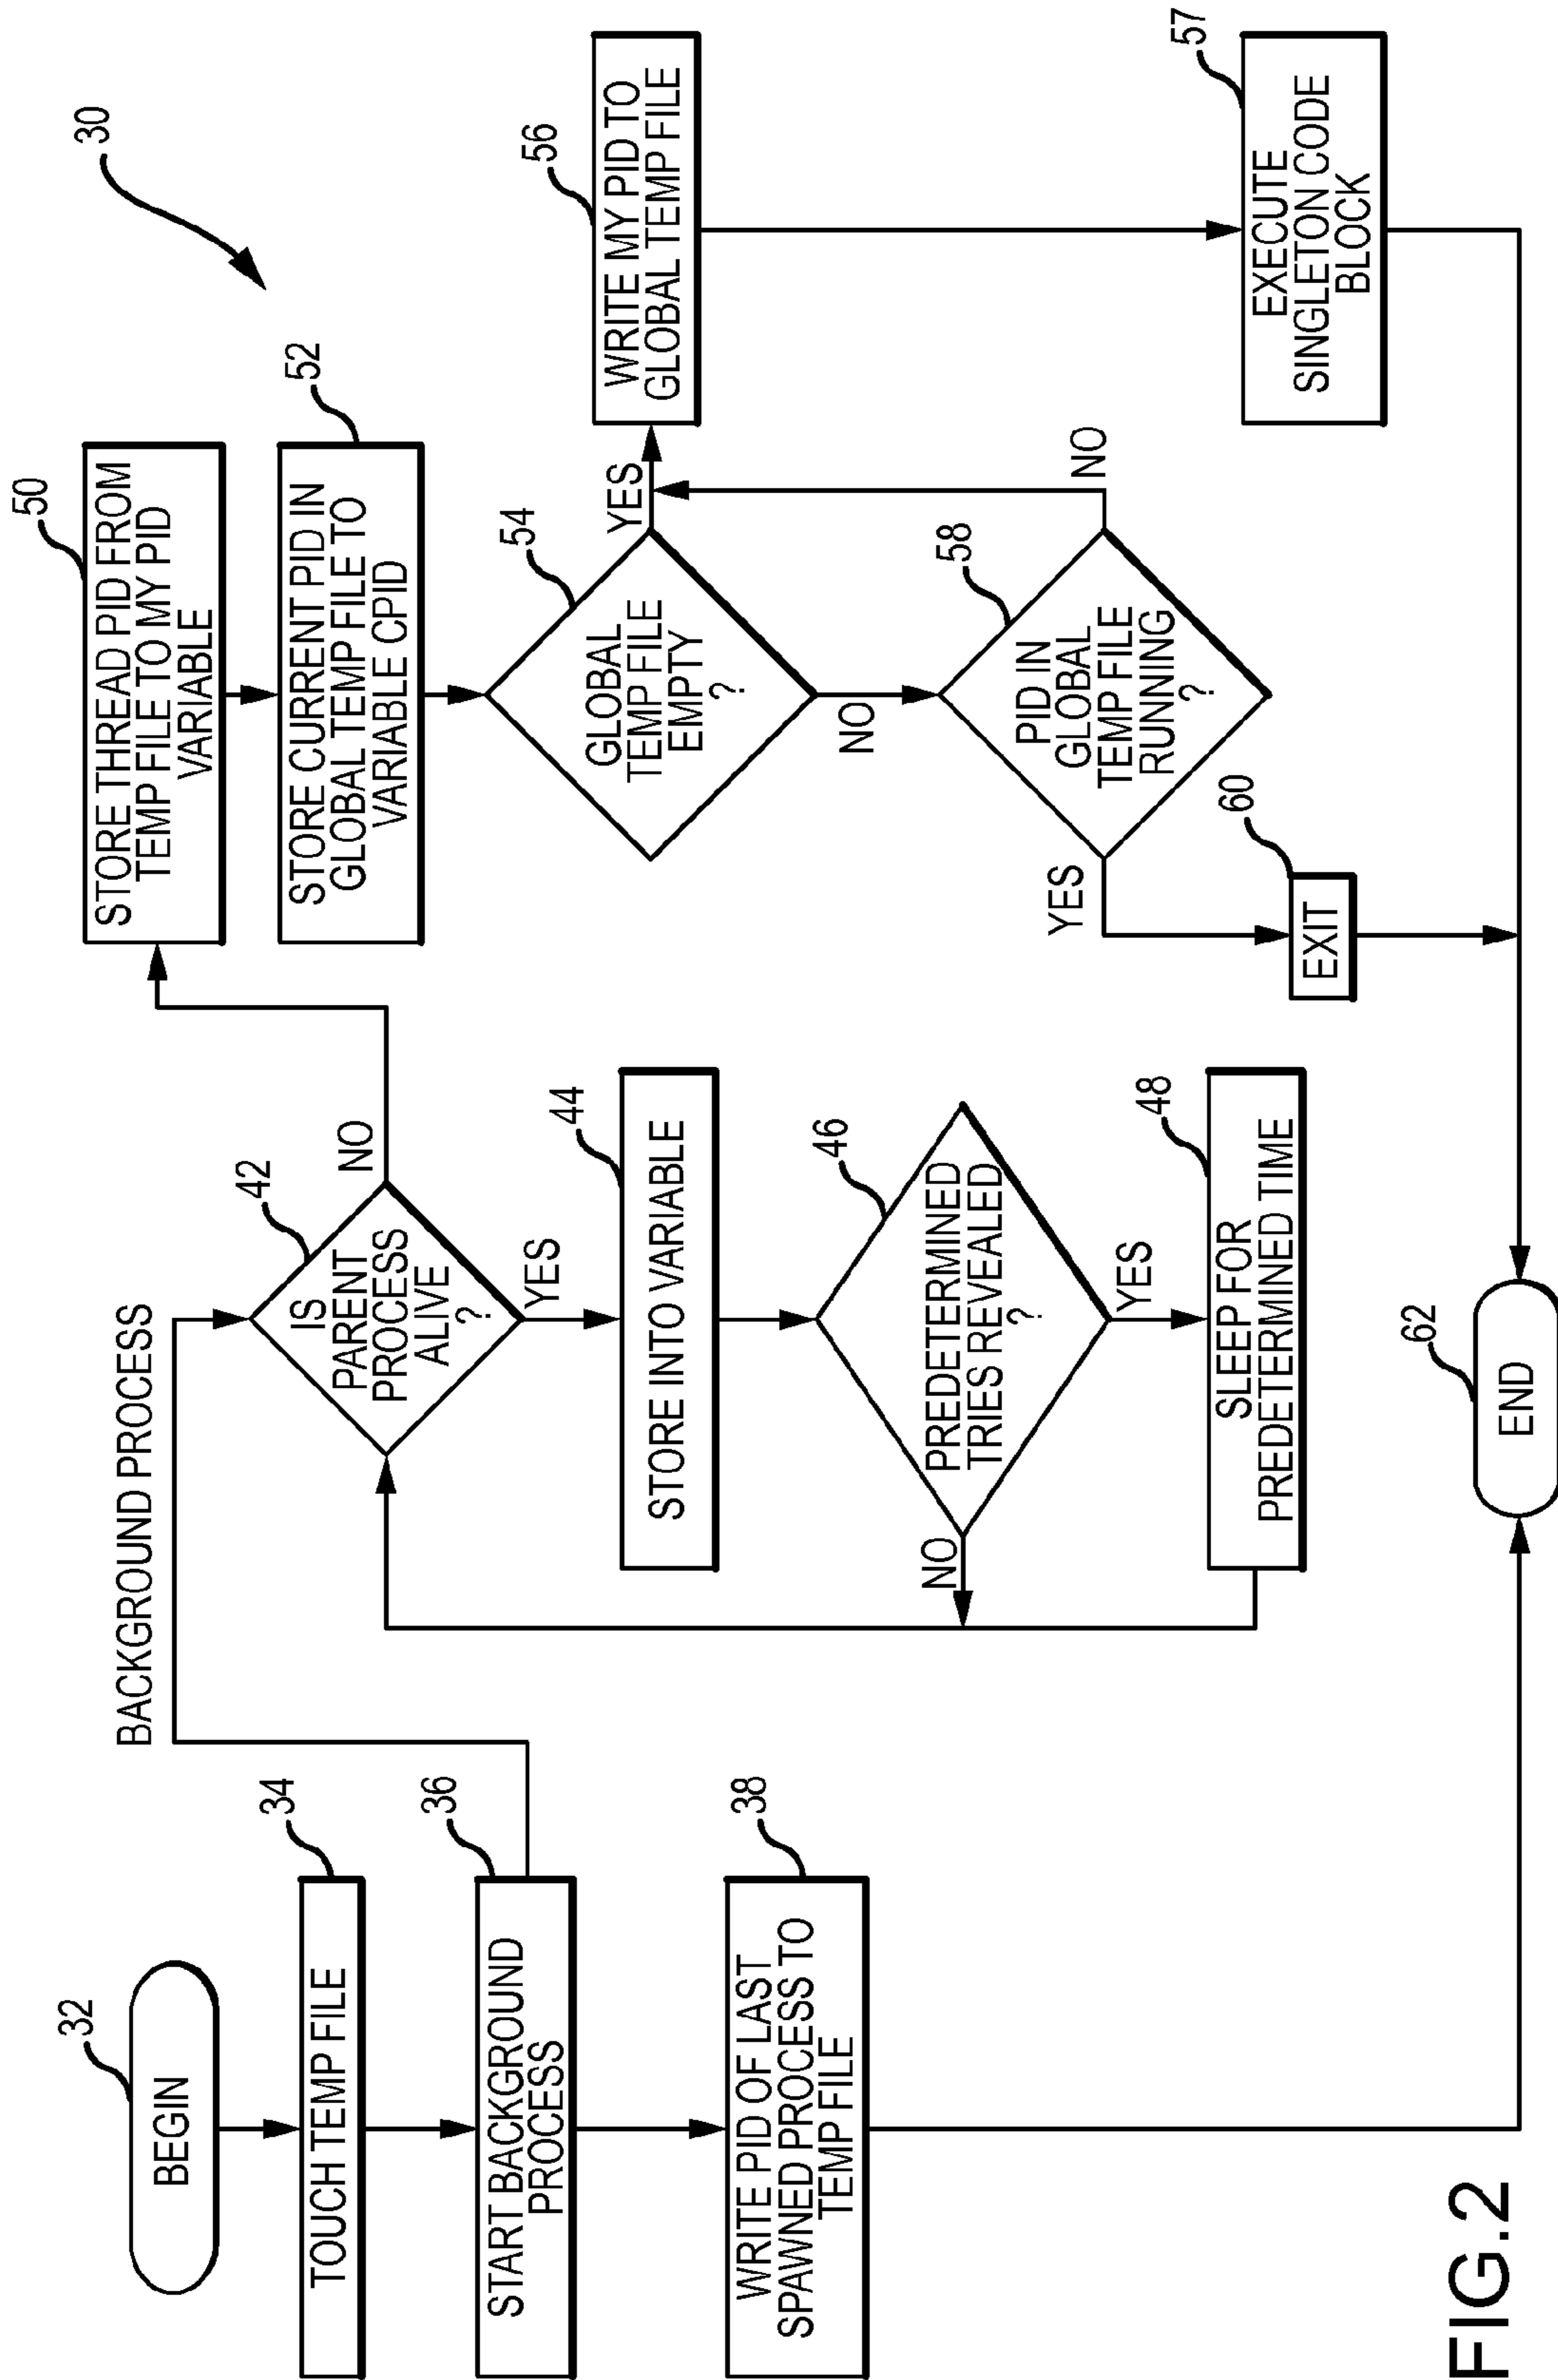 30
32
BEGIN
34
TOUCH TEMP FILE
36
START BACKGROUND
PROCESS
38
WRITE PID OF LAST
SPAWNED PROCESS TO
TEMP FILE
BACKGROUND PROCESS
42
IS
PARENT
PROCESS
ALIVE
?
NO
YES
44
STORE INTO VARIABLE
46
PREDETERMINED
TRIES REVEALED
?
NO
YES
48
SLEEP FOR
PREDETERMINED TIME
50
STORE THREAD PID FROM
TEMP FILE TO MY PID
VARIABLE
52
STORE CURRENT PID IN
GLOBAL TEMP FILE TO
VARIABLE CPID
54
GLOBAL
TEMP FILE
EMPTY
?
YES
NO
56
WRITE MY PID TO
GLOBAL TEMP FILE
58
PID IN
GLOBAL
TEMP FILE
RUNNING
?
NO
YES
60
EXIT
57
EXECUTE
SINGLETON CODE
BLOCK
62
END
FIG.2